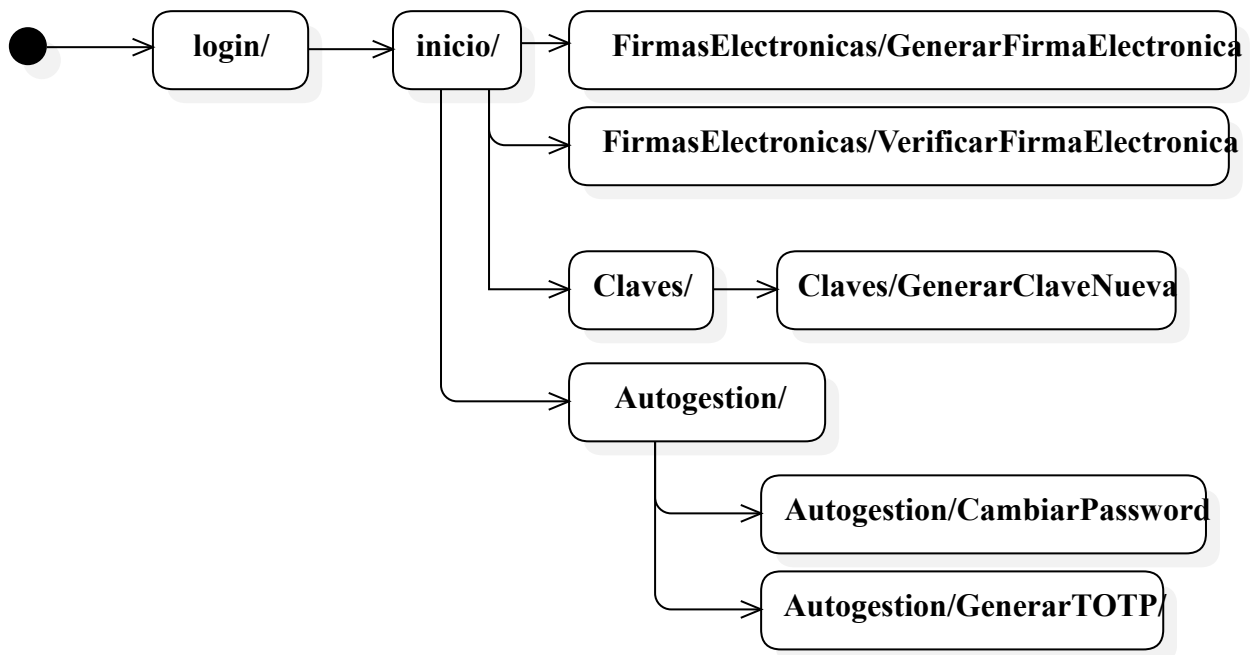 login/
inicio/
FirmasElectronicas/GenerarFirmaElectronica
FirmasElectronicas/VerificarFirmaElectronica
Claves/
Claves/GenerarClaveNueva
Autogestion/
Autogestion/CambiarPassword
Autogestion/GenerarTOTP/